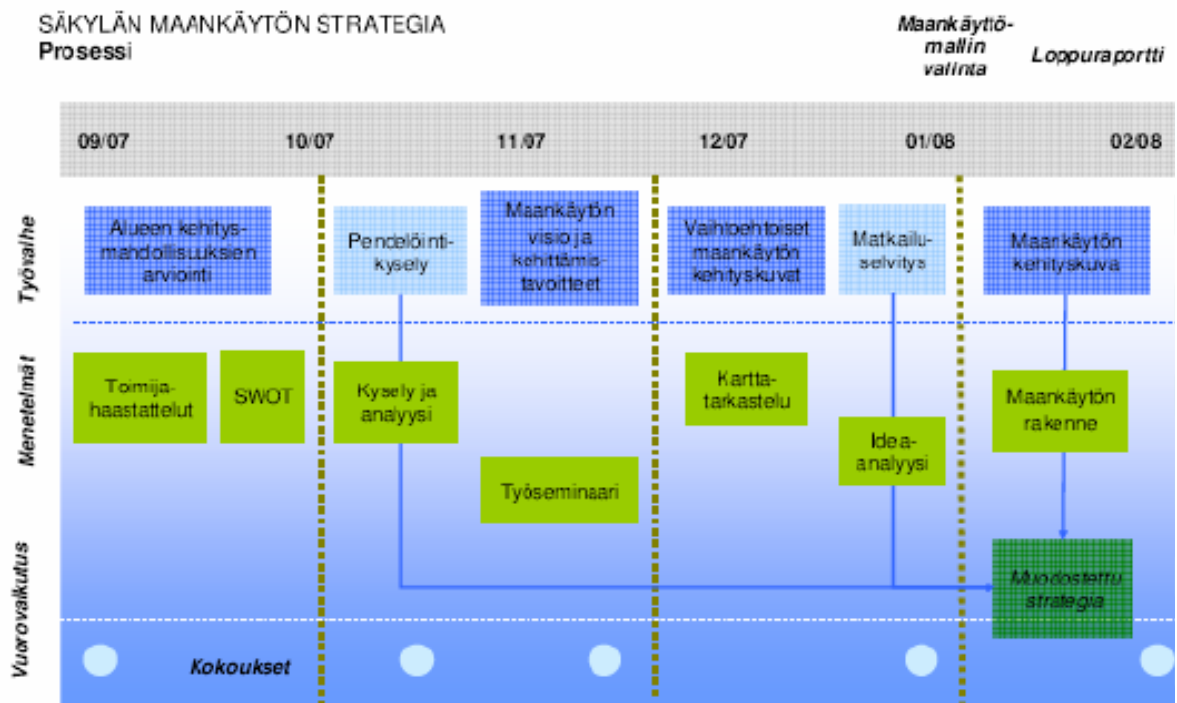 SÄKYLÄN MAANKÄYTÖN STRATEGIA
Prosessi
Maankäyttö-
mallin
valinta
Loppuraportti
09/07
10/07
11/07
12/07
01/08
02/08
Työvaihe
Alueen kehitys-
mahdollisuuksien
arviointi
Pendelöinti-
kysely
Maankäytön
visio ja
kehittämis-
tavoitteet
Vaihtoehtoiset
maankäytön
kehityskuvat
Matkailu-
selvitys
Maankäytön
kehityskuva
Menetelmät
Toimija-
haastattelut
SWOT
Kysely ja
analyysi
Työseminaari
Kartta-
tarkastelu
Idea-
analyysi
Maankäytön
rakenne
Vuorovaikutus
Muodostettu
strategia
Kokoukset